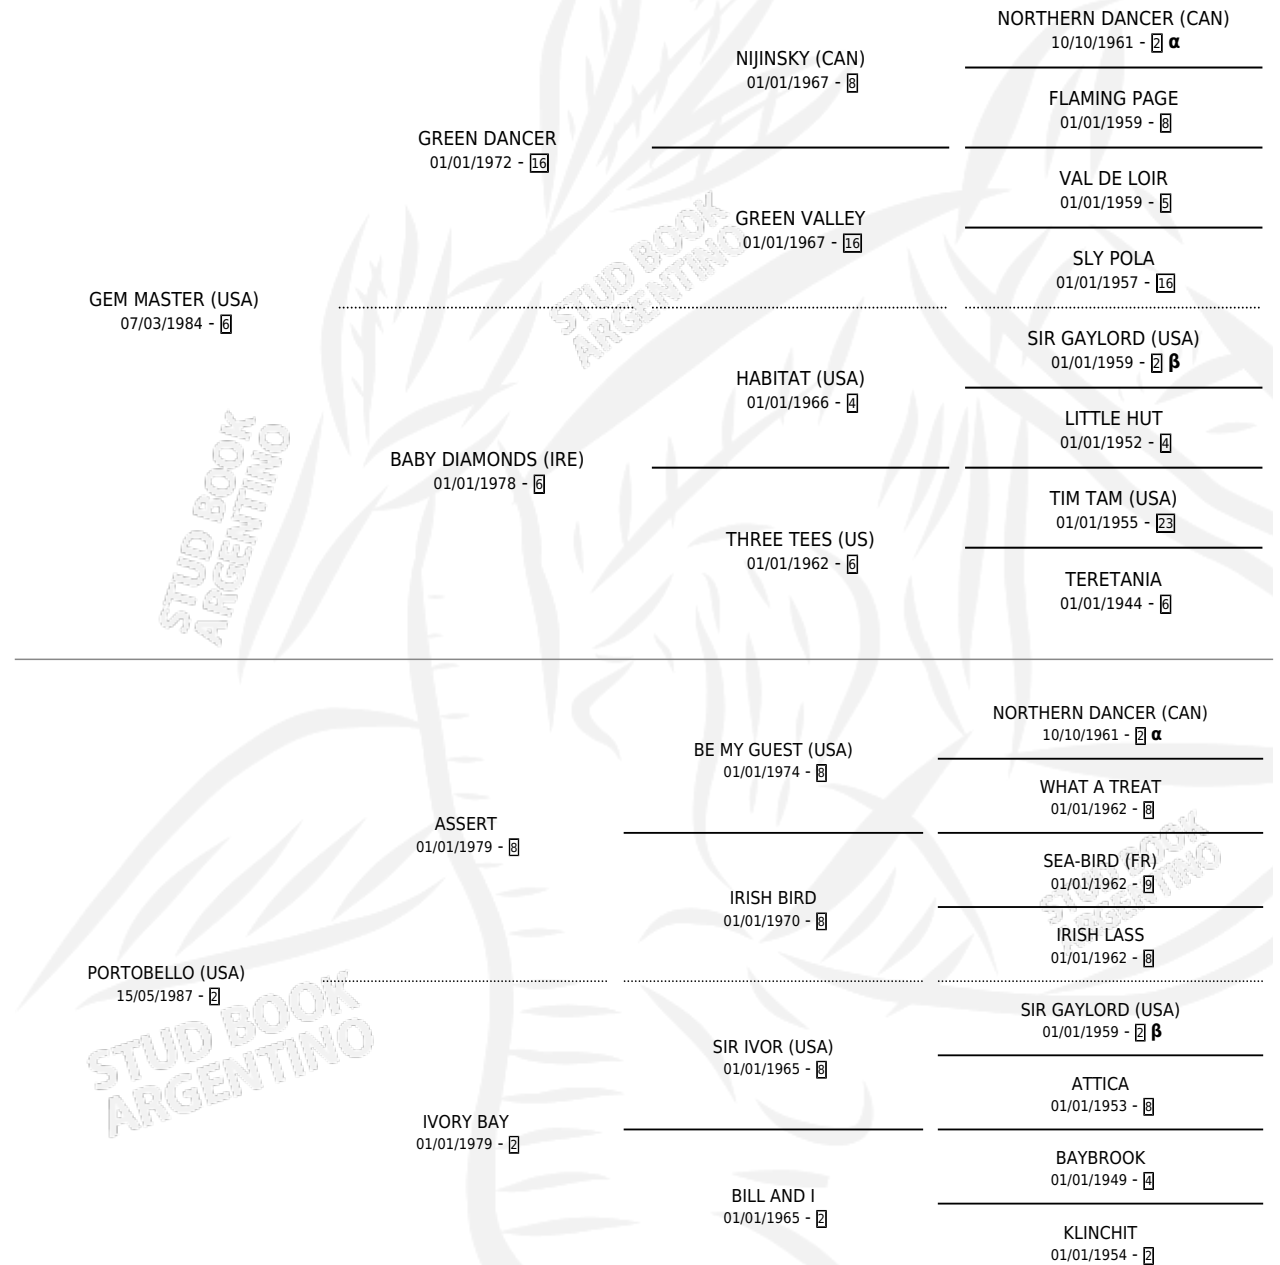 NORTHERN DANCER (CAN)
10/10/1961 - 2 α
NIJINSKY (CAN)
01/01/1967 - 8
FLAMING PAGE
01/01/1959 - 8
GREEN DANCER
01/01/1972 - 16
VAL DE LOIR
01/01/1959 - 5
GREEN VALLEY
01/01/1967 - 16
SLY POLA
01/01/1957 - 16
GEM MASTER (USA)
07/03/1984 - 6
SIR GAYLORD (USA)
01/01/1959 - 2 β
HABITAT (USA)
01/01/1966 - 4
LITTLE HUT
01/01/1952 - 4
BABY DIAMONDS (IRE)
01/01/1978 - 6
TIM TAM (USA)
01/01/1955 - 23
THREE TEES (US)
01/01/1962 - 6
TERETANIA
01/01/1944 - 6
STUD BOOK
ARGENTINO
STUD BOOK
ARGENTINO
NORTHERN DANCER (CAN)
10/10/1961 - 2 α
BE MY GUEST (USA)
01/01/1974 - 8
WHAT A TREAT
01/01/1962 - 8
ASSERT
01/01/1979 - 8
SEA-BIRD (FR)
01/01/1962 - 9
IRISH BIRD
01/01/1970 - 8
IRISH LASS
01/01/1962 - 8
PORTOBELLO (USA)
15/05/1987 - 2
SIR GAYLORD (USA)
01/01/1959 - 2 β
SIR IVOR (USA)
01/01/1965 - 8
ATTICA
01/01/1953 - 8
IVORY BAY
01/01/1979 - 2
BAYBROOK
01/01/1949 - 4
BILL AND I
01/01/1965 - 2
KLINCHIT
01/01/1954 - 2
STUD BOOK
ARGENTINO
STUD BOOK
ARGENTINO